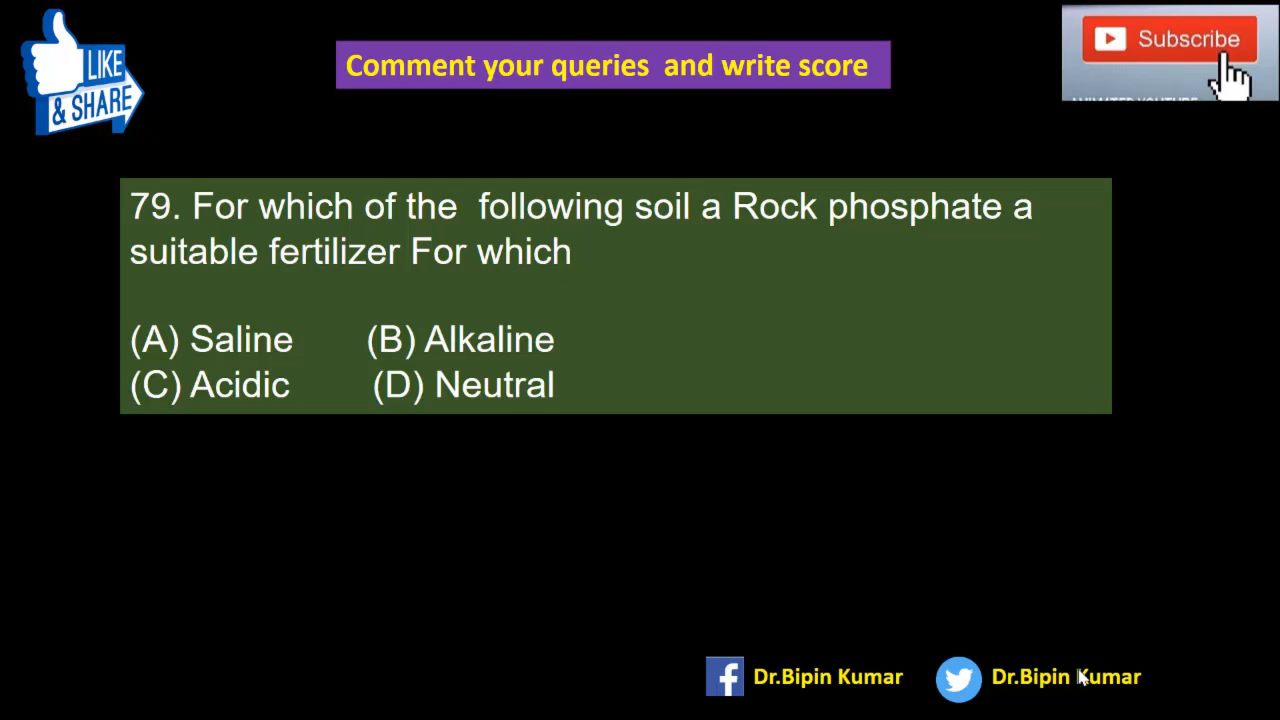 LIKE
& SHARE
Comment your queries and write score
Subscribe
79. For which of the following soil a Rock phosphate a
suitable fertilizer For which
(A) Saline (B) Alkaline
(C) Acidic (D) Neutral
Dr.Bipin Kumar Dr.Bipin Kumar